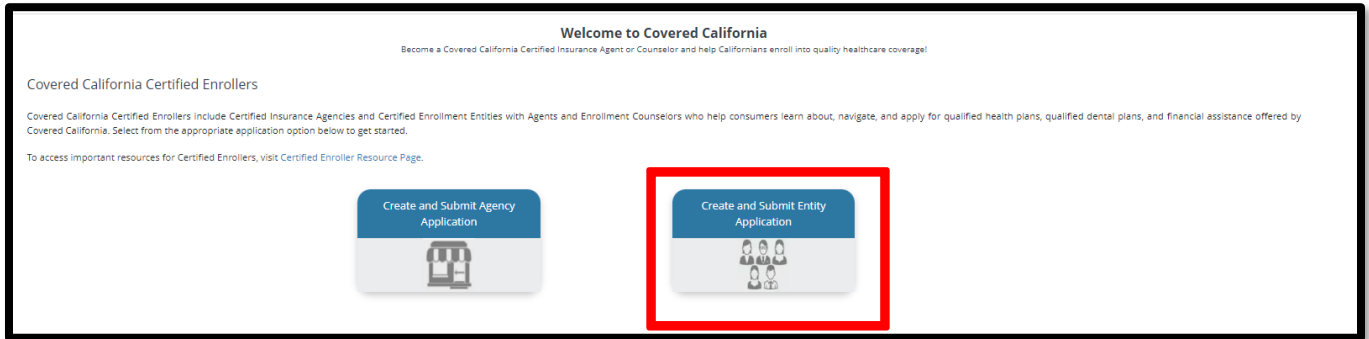 Welcome to Covered California
Become a Covered California Certified Insurance Agent or Counselor and help Californians enroll into quality healthcare coverage!
Covered California Certified Enrollers
Covered California Certified Enrollers include Certified Insurance Agencies and Certified Enrollment Entities with Agents and Enrollment Counselors who help consumers learn about, navigate, and apply for qualified health plans, qualified dental plans, and financial assistance offered by
Covered California. Select from the appropriate application option below to get started.
To access important resources for Certified Enrollers, visit Certified Enroller Resource Page.
Create and Submit Agency
Application
Create and Submit Entity
Application